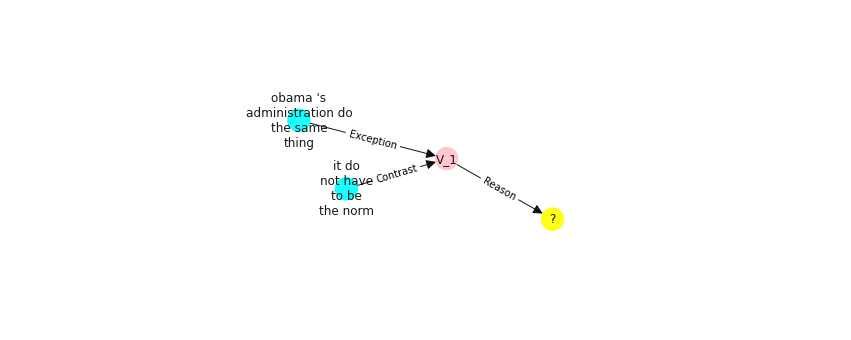 obama 's
administration do
the same
thing
Exception
it do
not have
to be
the norm
Contrast
V_1
Reason
?